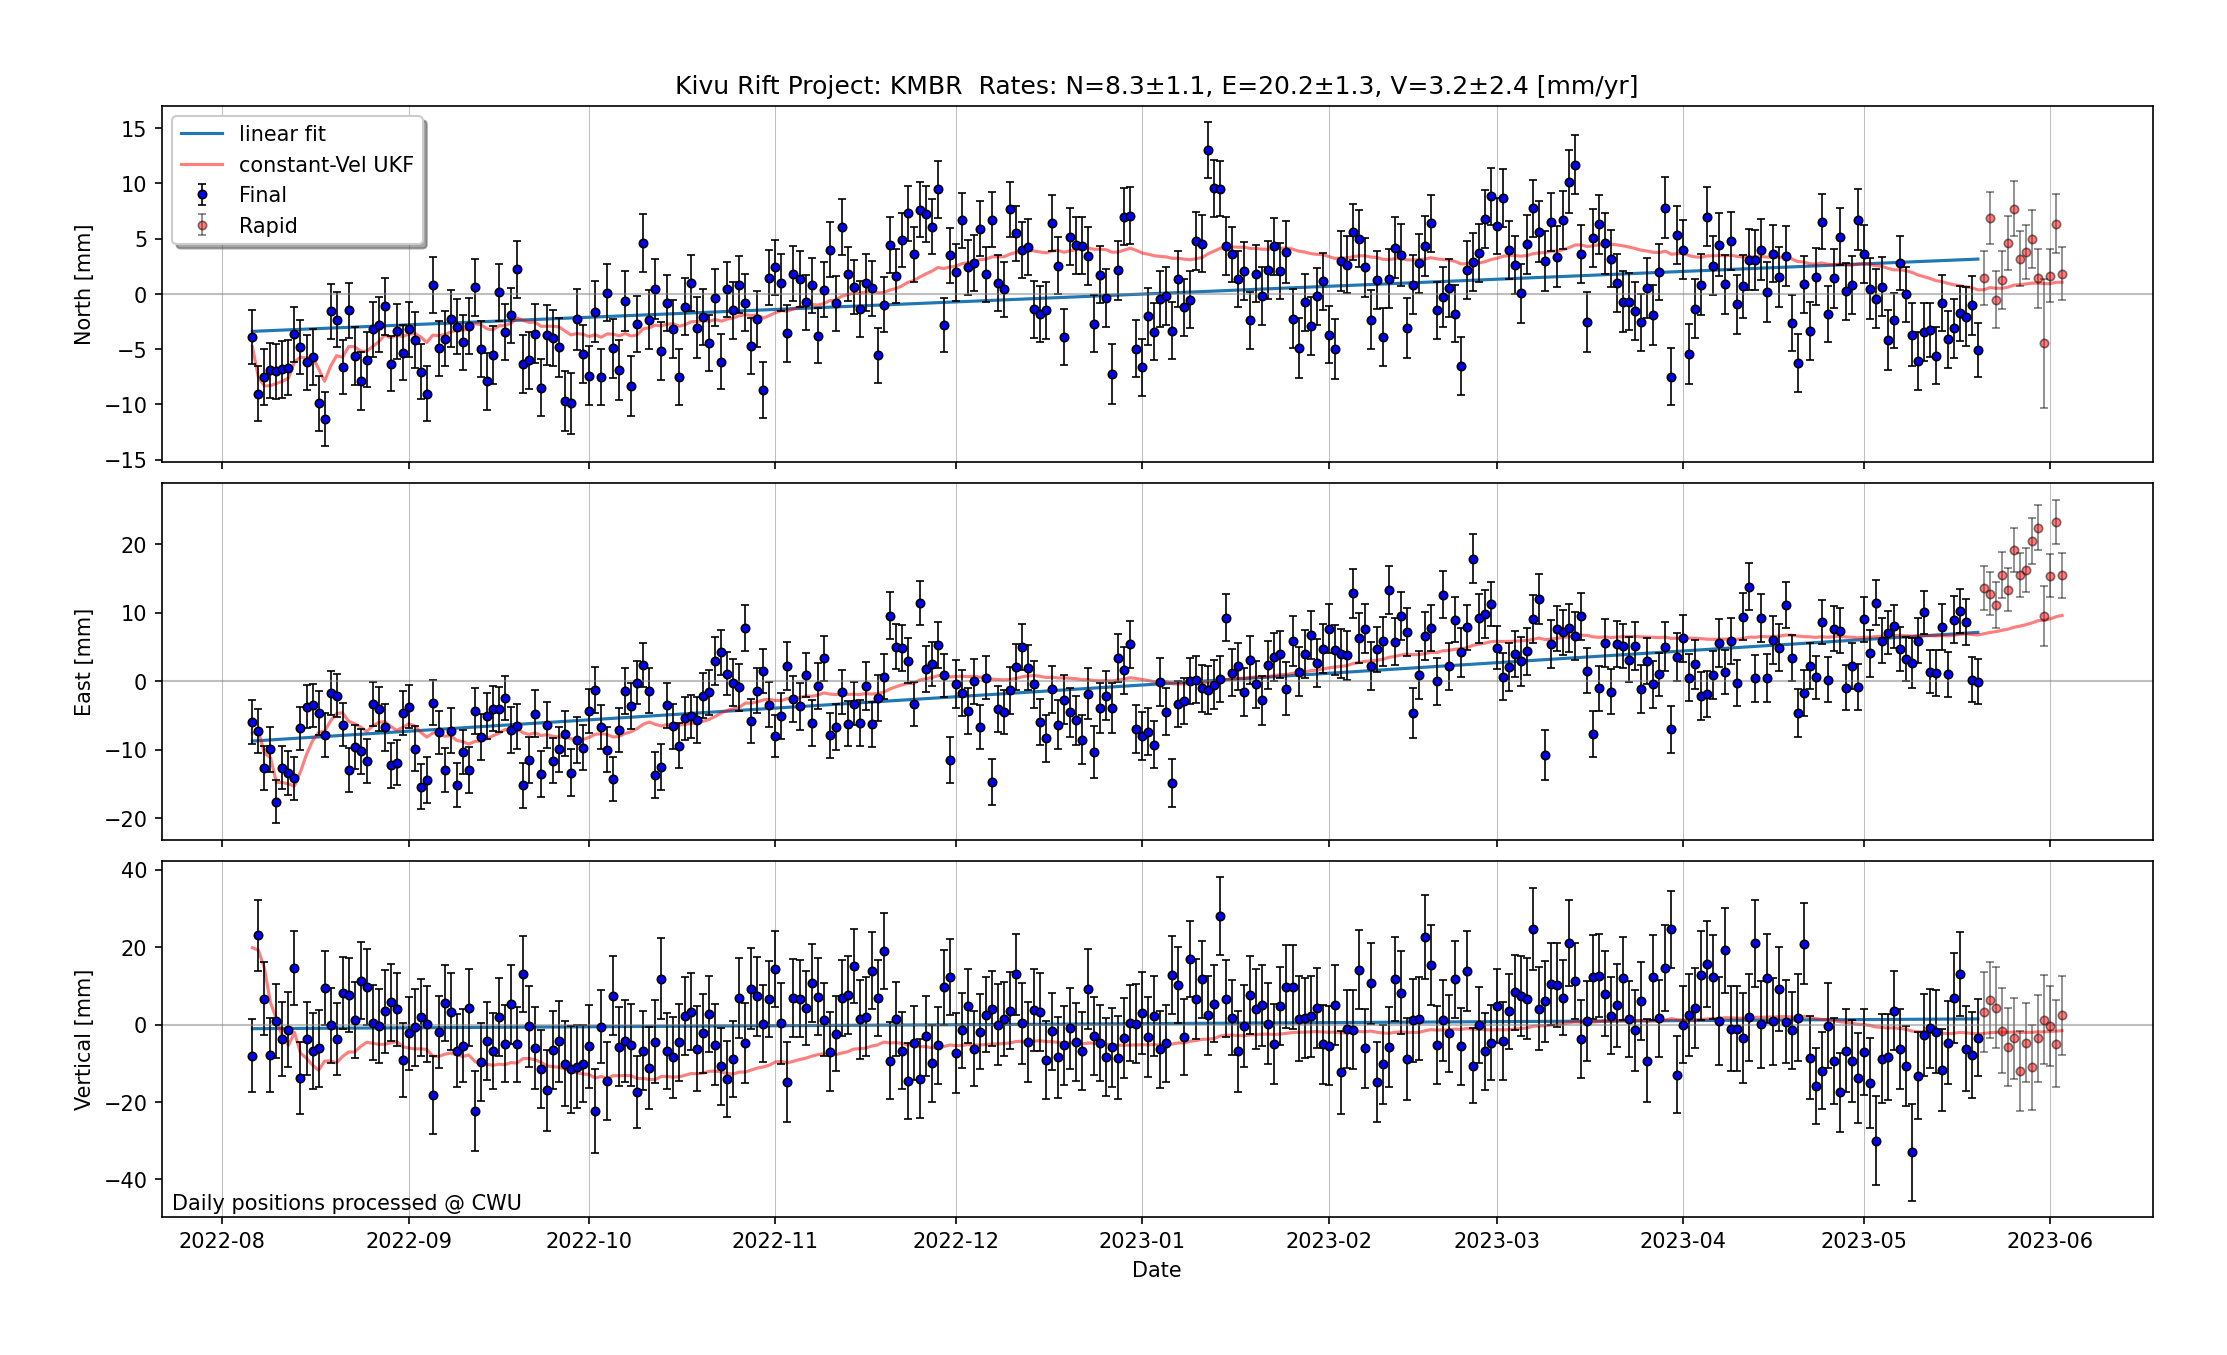 Kivu Rift Project: KMBR  Rates: N=8.3±1.1, E=20.2±1.3, V=3.2±2.4 [mm/yr]
linear fit
constant-Vel UKF
Final
Rapid
North [mm]
15
10
5
0
−5
−10
−15
East [mm]
20
10
0
−10
−20
Vertical [mm]
40
20
0
−20
−40
Daily positions processed @ CWU
2022-08 2022-09 2022-10 2022-11 2022-12 2023-01 2023-02 2023-03 2023-04 2023-05 2023-06
Date